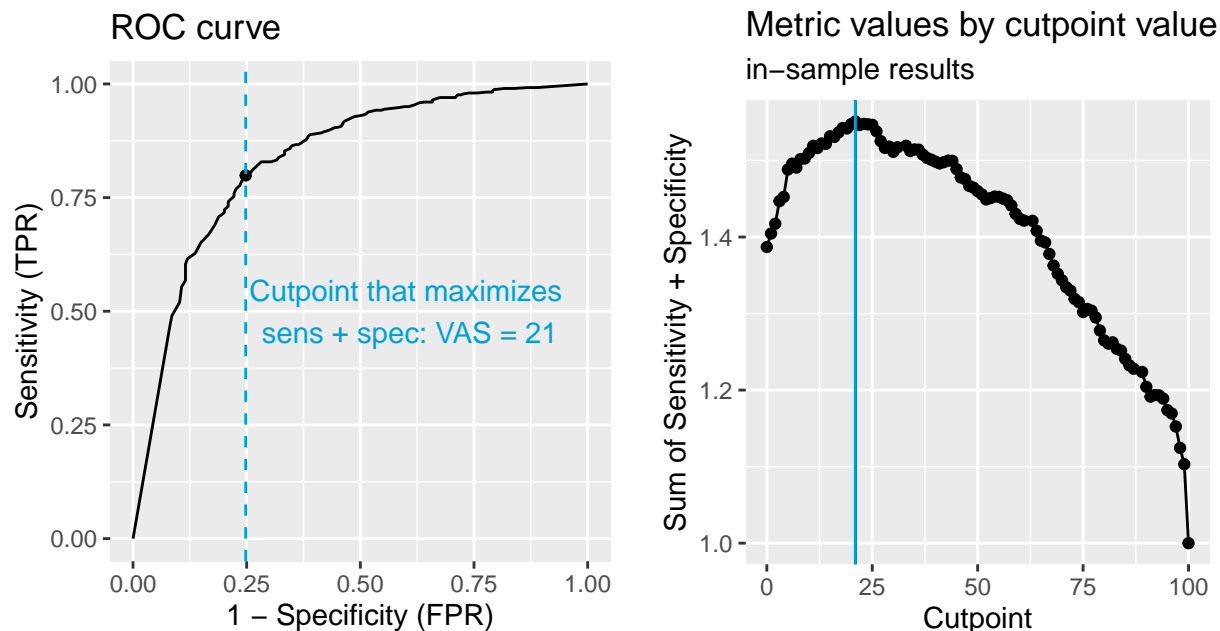 ROC curve
1.00
0.75
0.50
0.25
0.00
Sensitivity (TPR)
Cutpoint that maximizes
sens + spec: VAS = 21
0.00 0.25 0.50 0.75 1.00
1 − Specificity (FPR)
Metric values by cutpoint value
in−sample results
1.4
1.2
1.0
Sum of Sensitivity + Specificity
0 25 50 75 100
Cutpoint